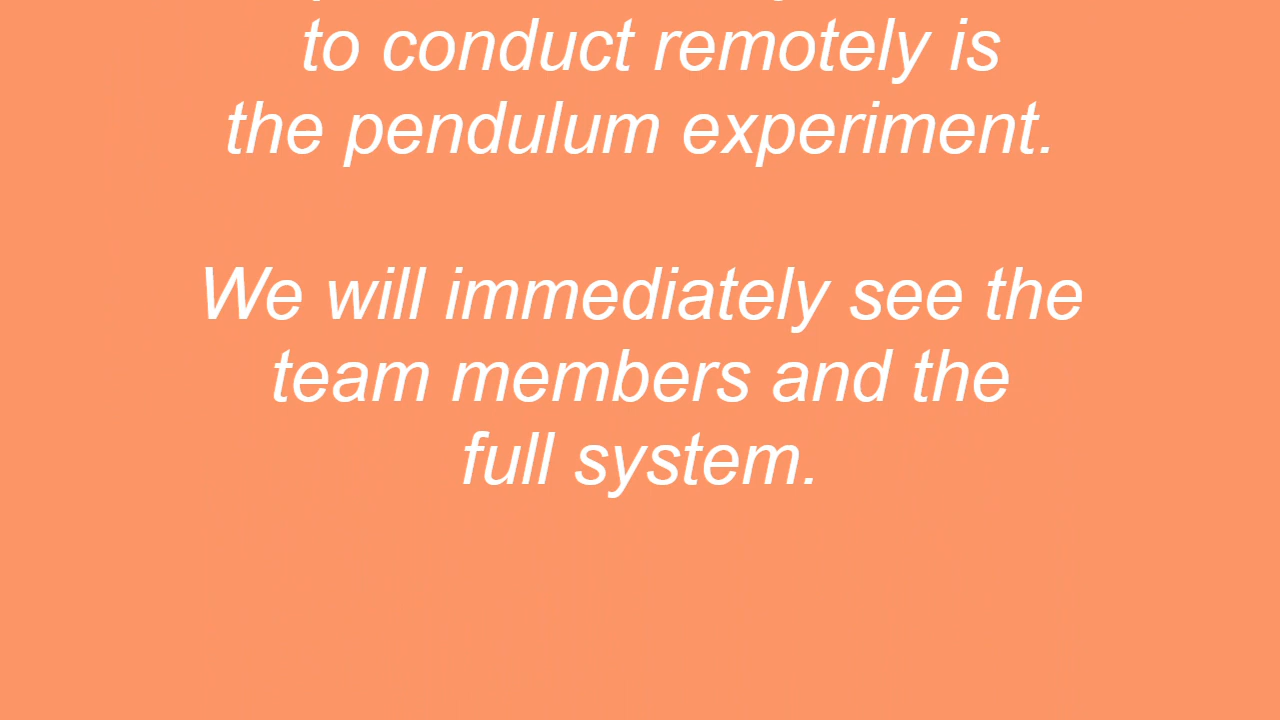 to conduct remotely is
the pendulum experiment.
We will immediately see the
team members and the
full system.